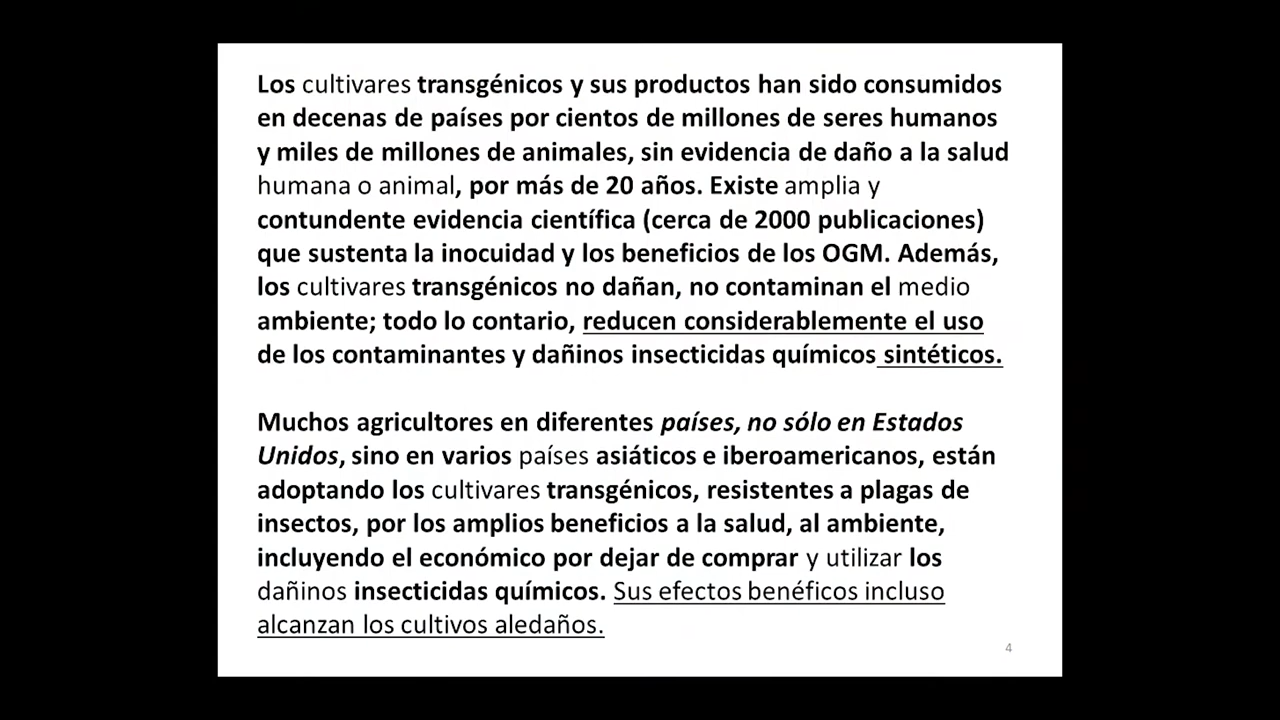 Los cultivares transgénicos y sus productos han sido consumidos
en decenas de países por cientos de millones de seres humanos
y miles de millones de animales, sin evidencia de daño a la salud
humana o animal, por más de 20 años. Existe amplia y
contundente evidencia científica (cerca de 2000 publicaciones)
que sustenta la inocuidad y los beneficios de los OGM. Además,
los cultivares transgénicos no dañan, no contaminan el medio
ambiente; todo lo contario, reducen considerablemente el uso
de los contaminantes y dañinos insecticidas químicos sintéticos.
Muchos agricultores en diferentes países, no sólo en Estados
Unidos, sino en varios países asiáticos e iberoamericanos, están
adoptando los cultivares transgénicos, resistentes a plagas de
insectos, por los amplios beneficios a la salud, al ambiente,
incluyendo el económico por dejar de comprar y utilizar los
dañinos insecticidas químicos. Sus efectos benéficos incluso
alcanzan los cultivos aledaños.
4